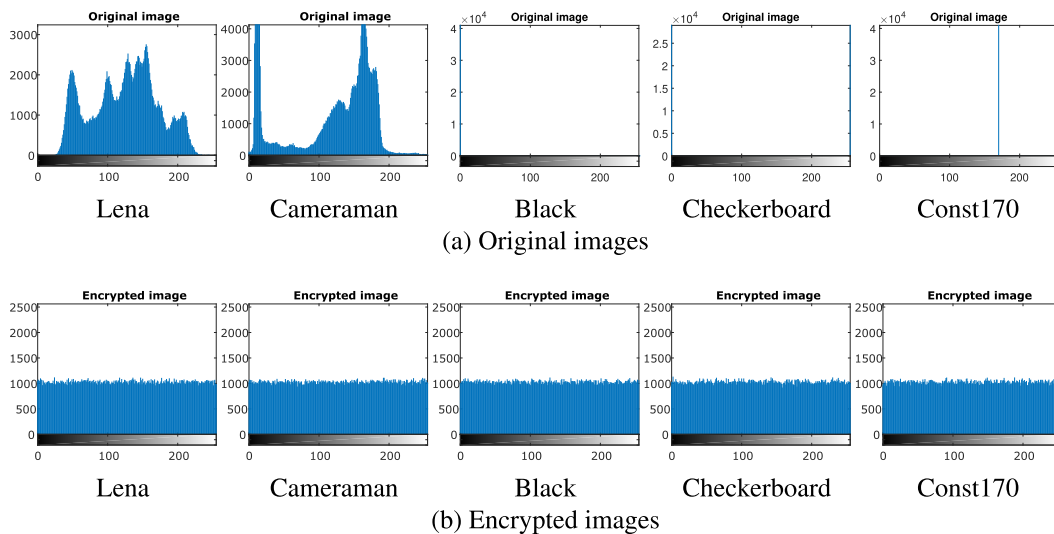 Original image Original image Original image Original image Original image
3000 2000 1000 0 0 100 200
4000 3000 2000 1000 0 0 100 200
×10⁴ 4 3 2 1 0 0 100 200
×10⁴ 2.5 2 1.5 1 0.5 0 0 100 200
×10⁴ 4 3 2 1 0 0 100 200
Lena Cameraman Black Checkerboard Const170
(a) Original images
Encrypted image Encrypted image Encrypted image Encrypted image Encrypted image
2500 2000 1500 1000 500 0 0 100 200
2500 2000 1500 1000 500 0 0 100 200
2500 2000 1500 1000 500 0 0 100 200
2500 2000 1500 1000 500 0 0 100 200
2500 2000 1500 1000 500 0 0 100 200
Lena Cameraman Black Checkerboard Const170
(b) Encrypted images